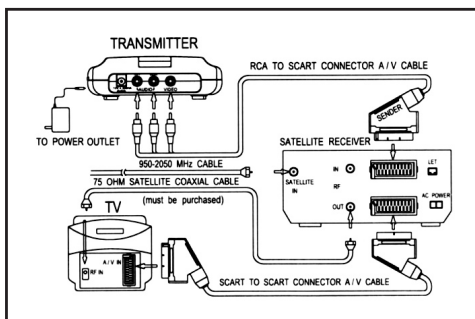 TRANSMITTER
AUDIO
VIDEO
RCA TO SCART CONNECTOR A/V CABLE
SENDER
TO POWER OUTLET
SATELLITE RECEIVER
950-2050 MHz CABLE
75 OHM SATELLITE COAXIAL CABLE
(must be purchased)
SATELLITE
IN
IN
RF
OUT
LET
AC POWER
TV
A/V IN
RF IN
SCART TO SCART CONNECTOR A/V CABLE